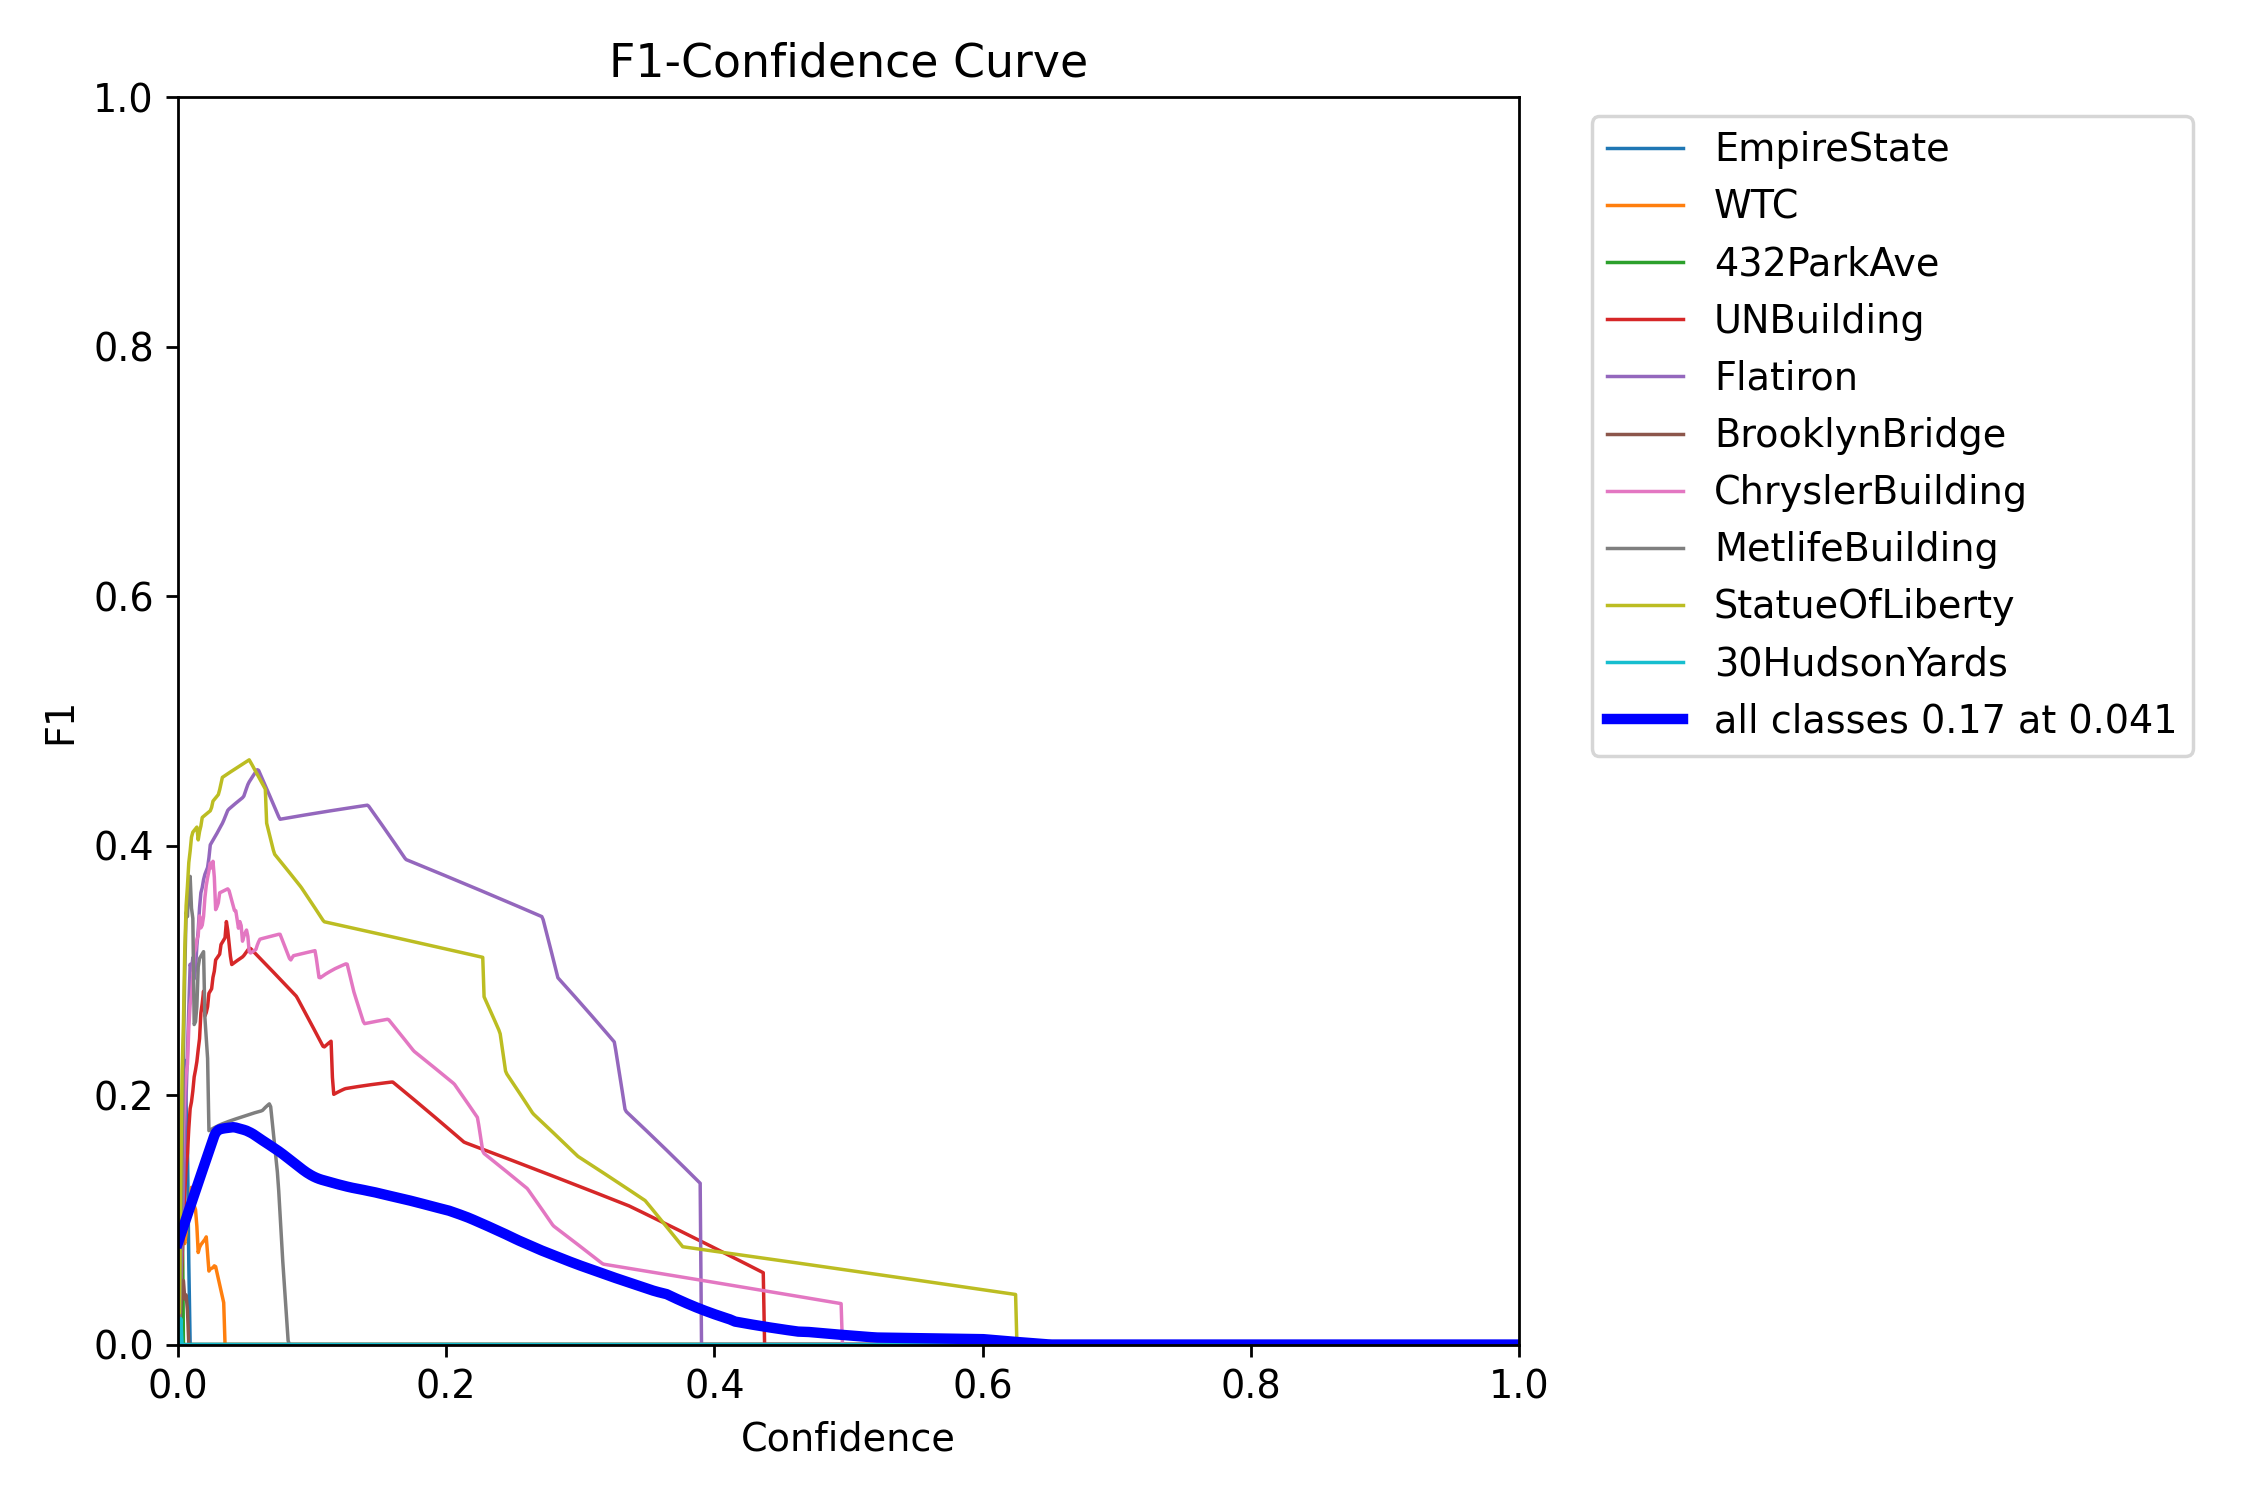 F1-Confidence Curve
1.0
0.8
0.6
0.4
0.2
0.0
F1
0.0 0.2 0.4 0.6 0.8 1.0
Confidence
EmpireState
WTC
432ParkAve
UNBuilding
Flatiron
BrooklynBridge
ChryslerBuilding
MetlifeBuilding
StatueOfLiberty
30HudsonYards
all classes 0.17 at 0.041